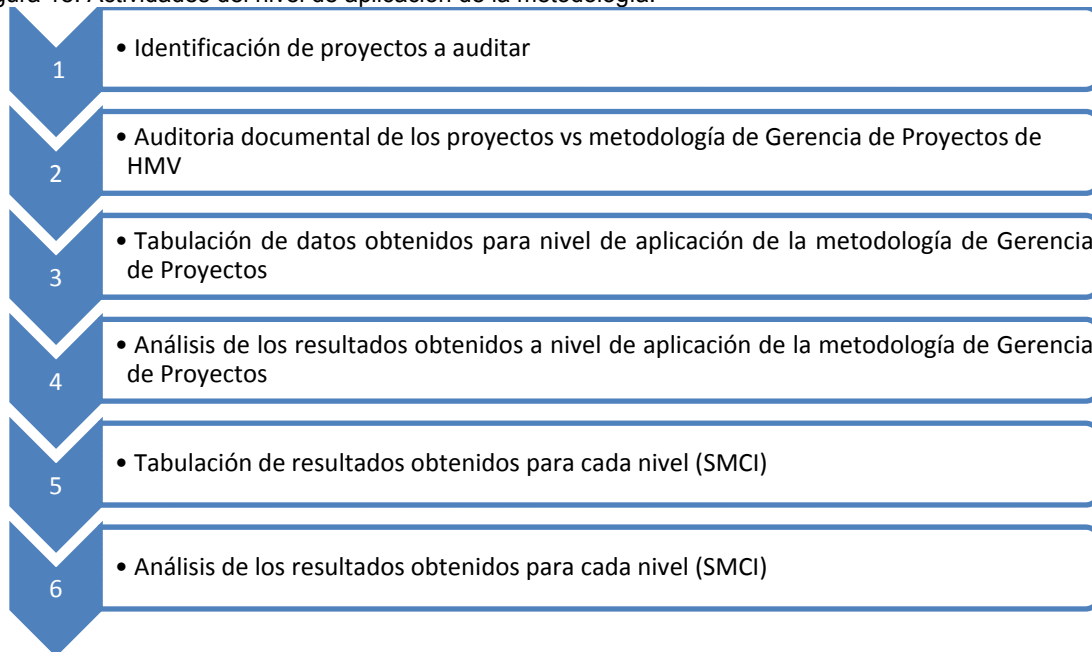 1
• Identificación de proyectos a auditar
2
• Auditoria documental de los proyectos vs metodología de Gerencia de Proyectos de
HMV
3
• Tabulación de datos obtenidos para nivel de aplicación de la metodología de Gerencia
de Proyectos
4
• Análisis de los resultados obtenidos a nivel de aplicación de la metodología de Gerencia
de Proyectos
5
• Tabulación de resultados obtenidos para cada nivel (SMCI)
6
• Análisis de los resultados obtenidos para cada nivel (SMCI)